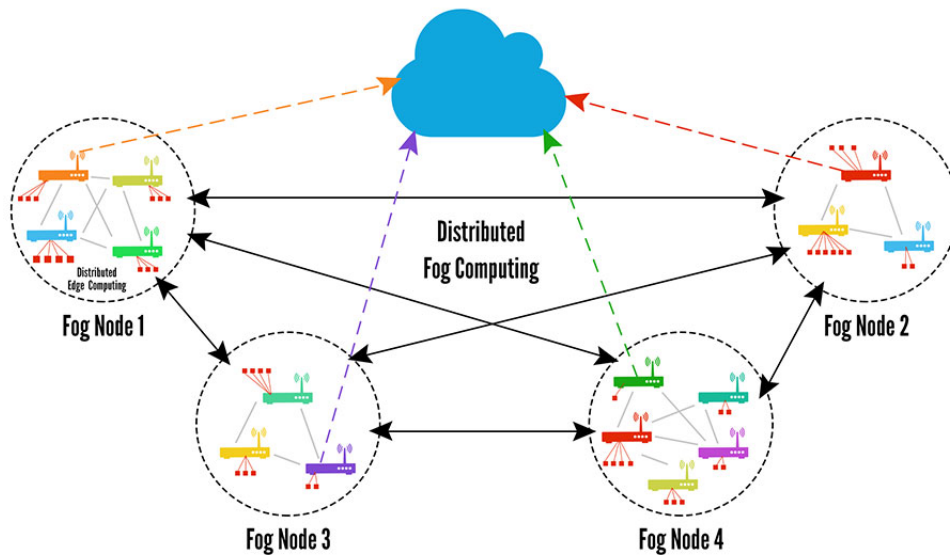 Distributed
Fog Computing
Distributed
Edge Computing
Fog Node 1
Fog Node 2
Fog Node 3
Fog Node 4